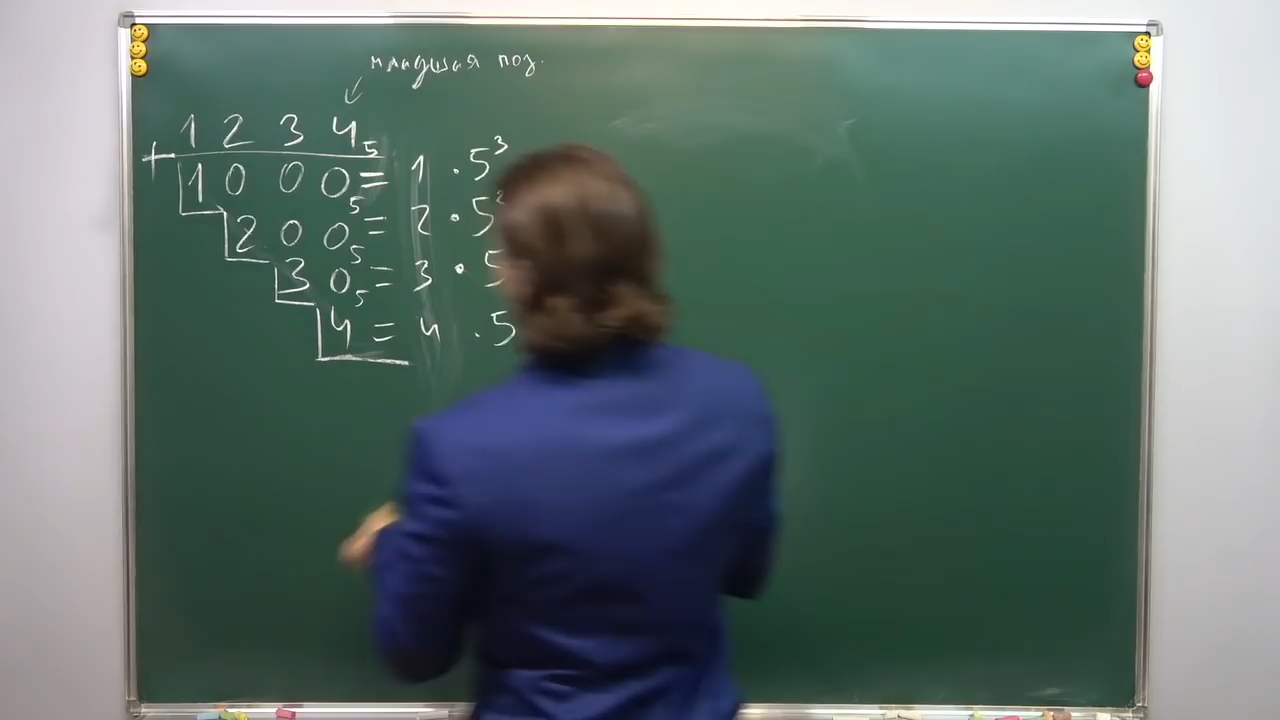 младшая поз.
1 2 3 4₅
+
1 0 0 0₅ = 1 · 5³
2 0 0₅ = 2 · 5²
3 0₅ = 3 · 5
4 = 4 · 5